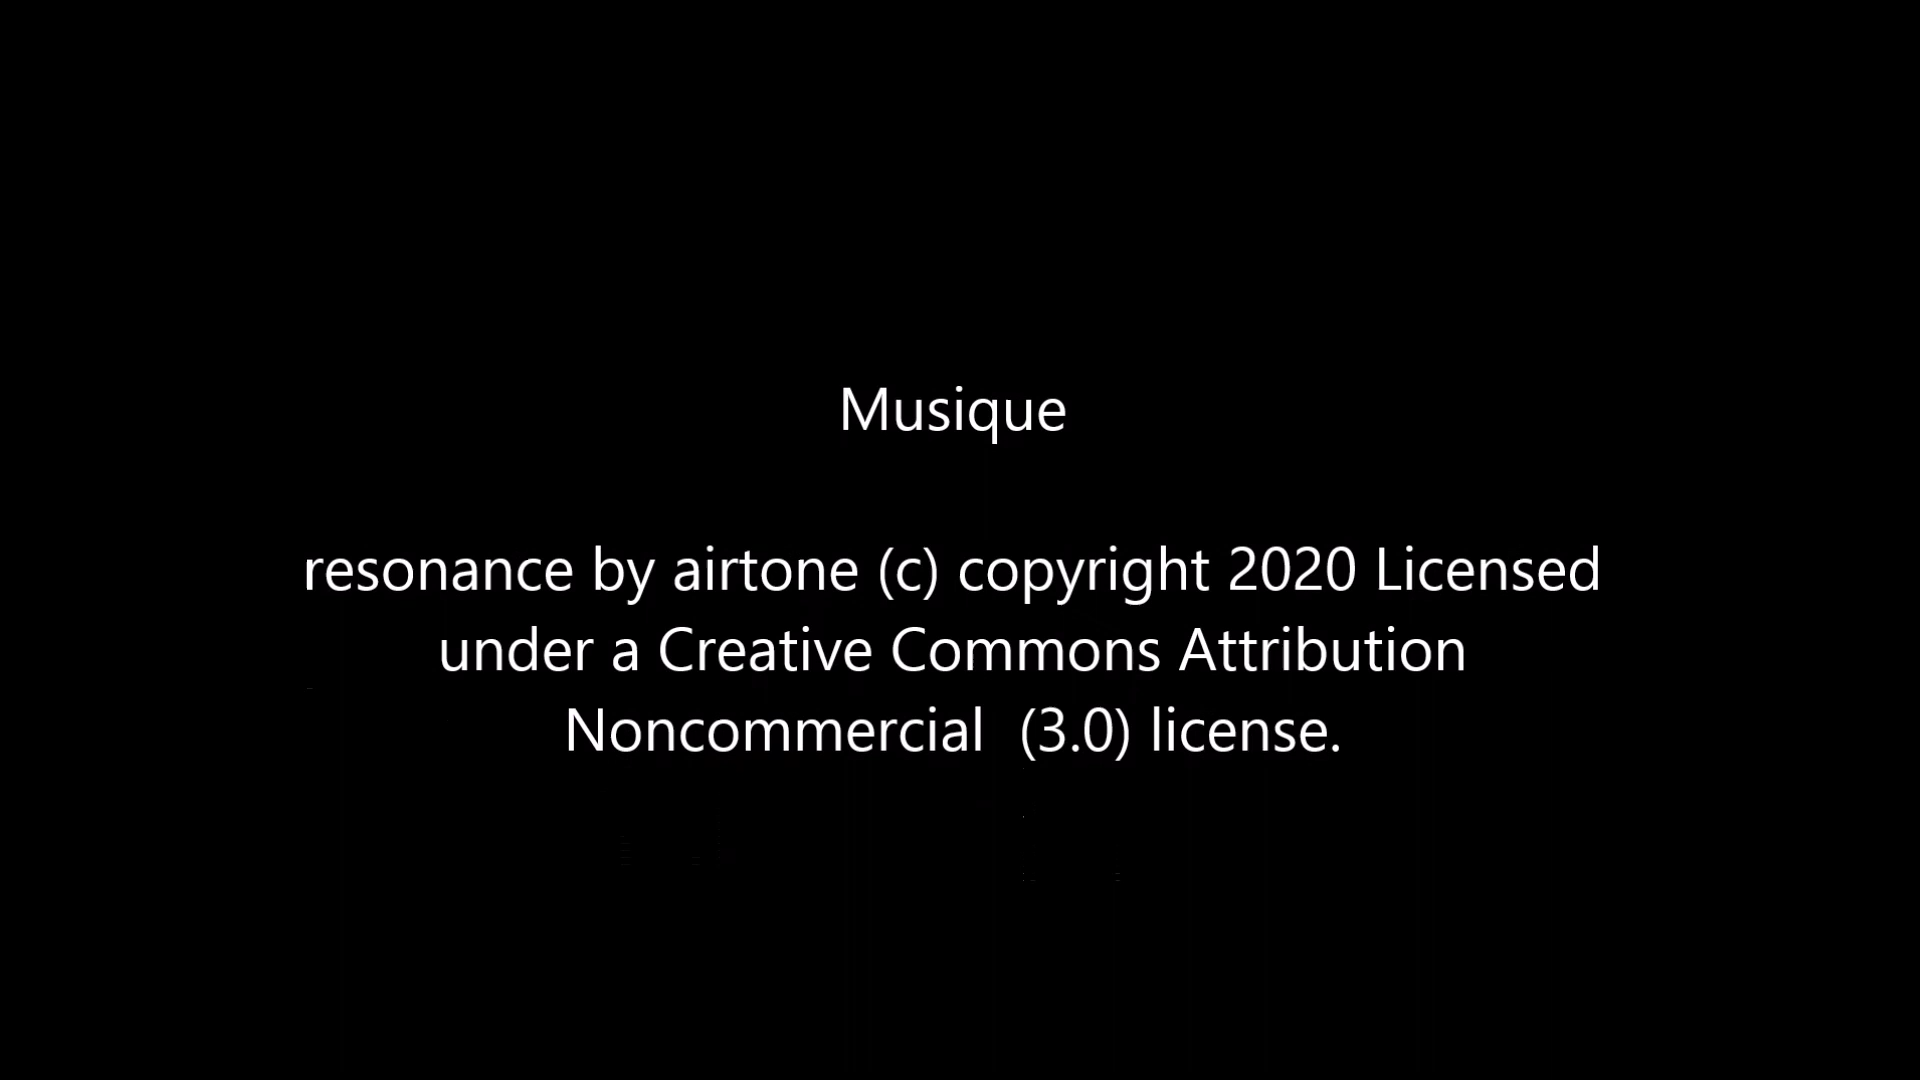 Musique
resonance by airtone (c) copyright 2020 Licensed
under a Creative Commons Attribution
Noncommercial  (3.0) license.